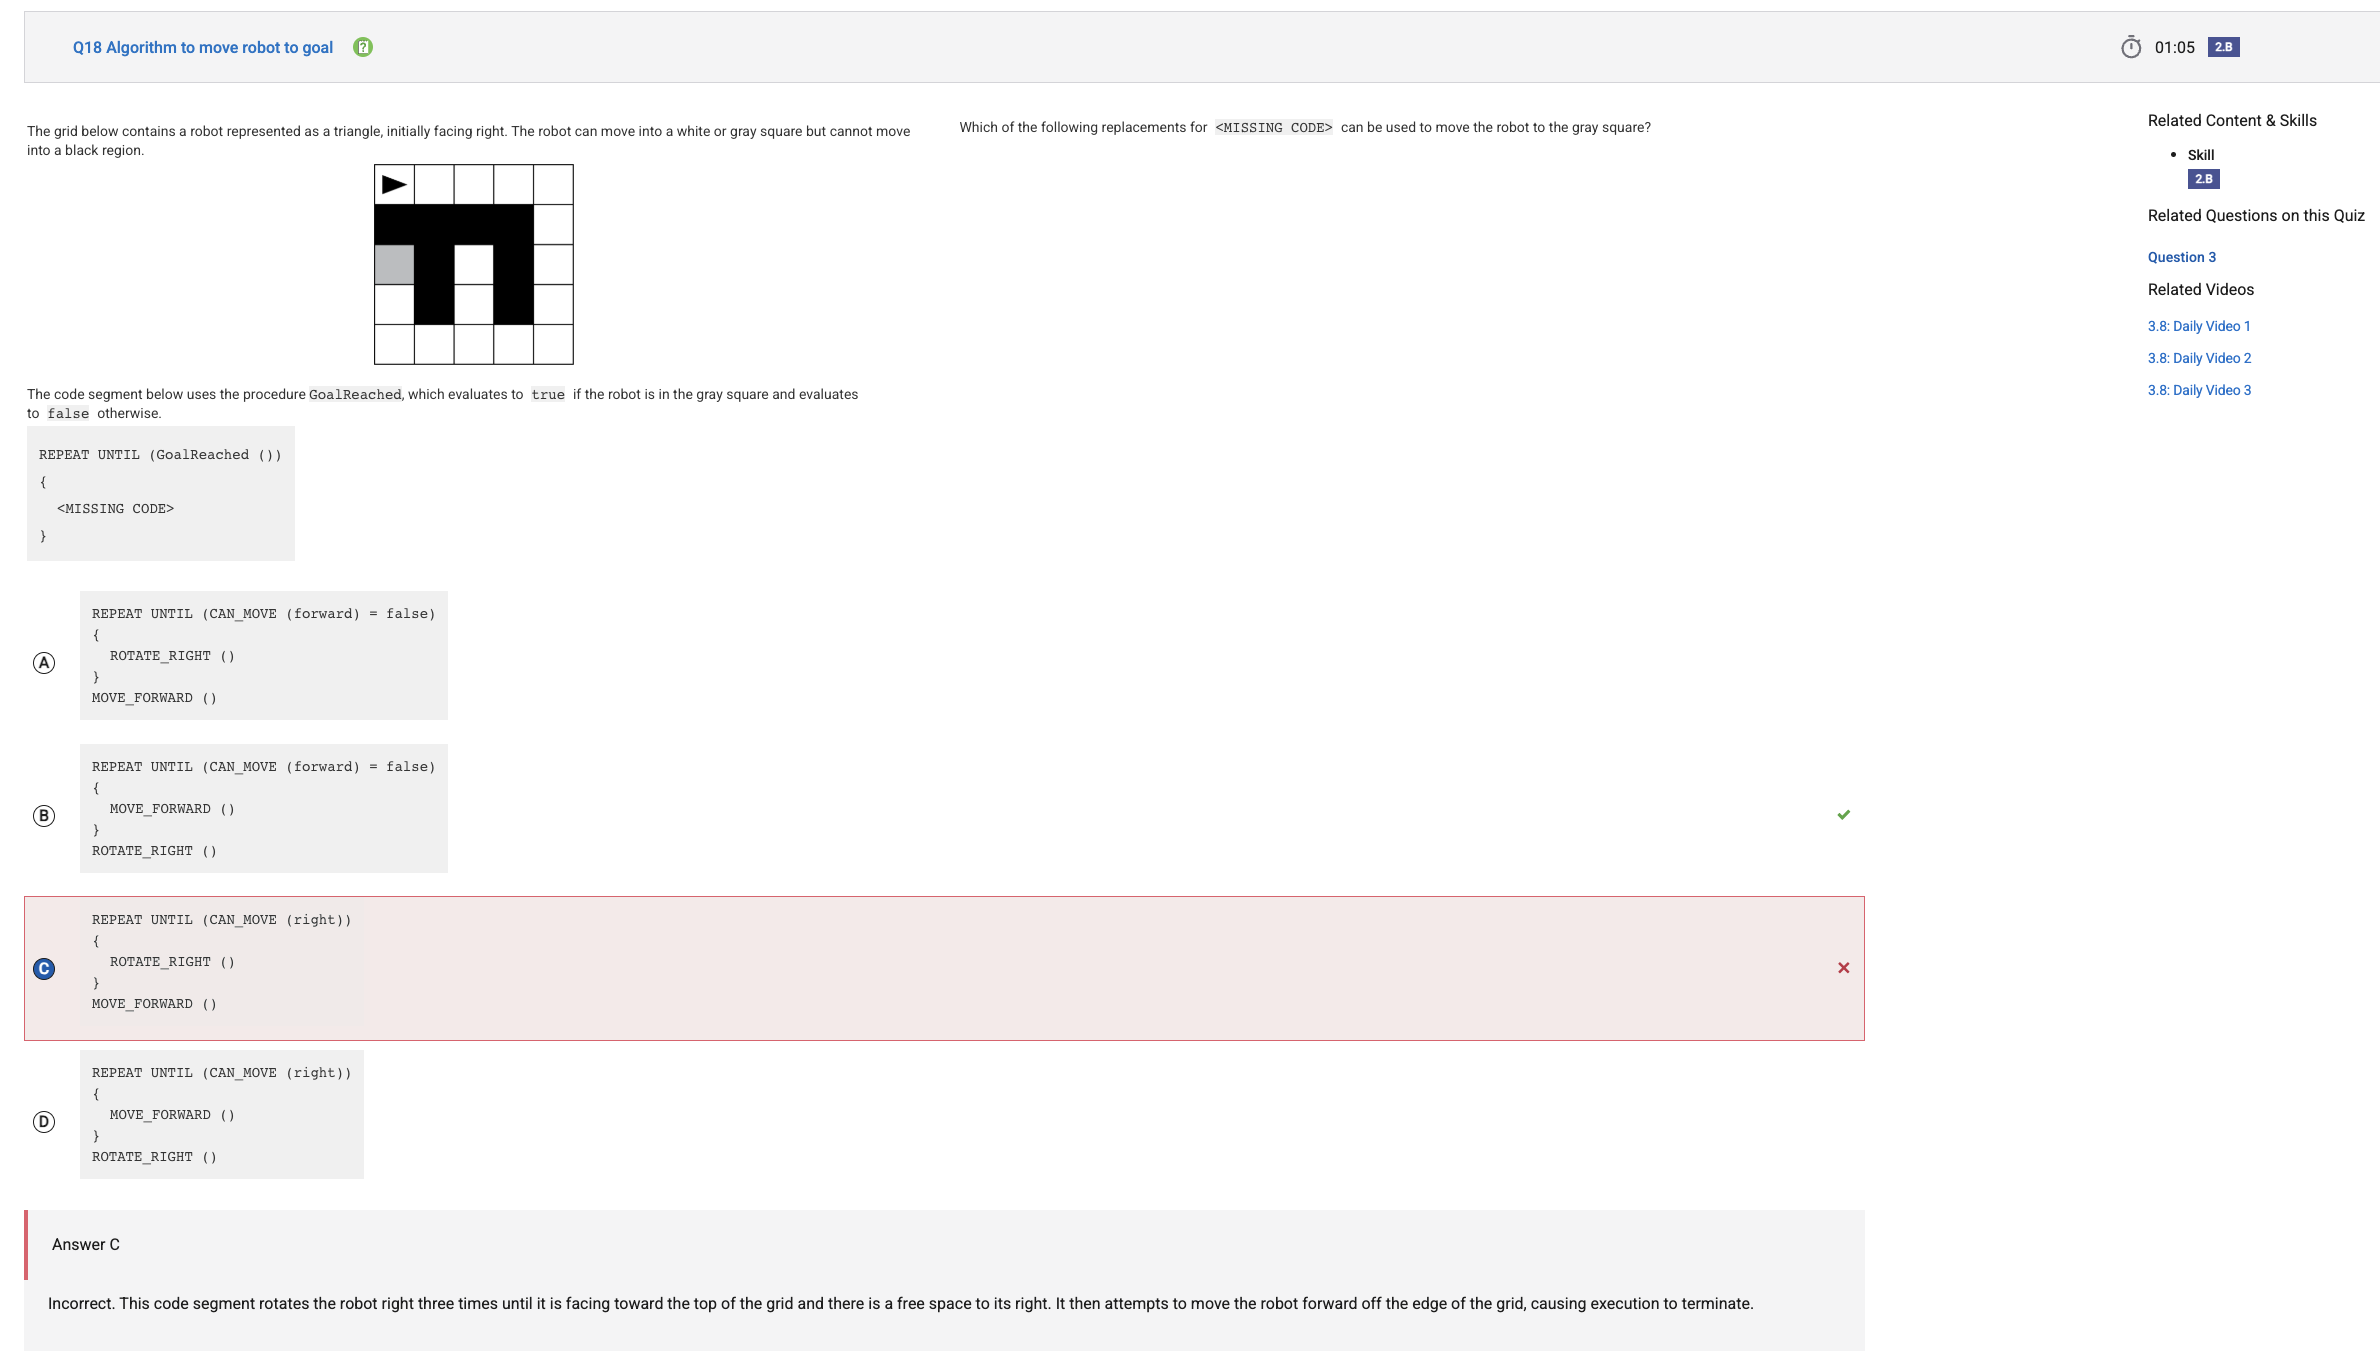 Q18 Algorithm to move robot to goal
01:05 2.B
The grid below contains a robot represented as a triangle, initially facing right. The robot can move into a white or gray square but cannot move
into a black region.
The code segment below uses the procedure GoalReached, which evaluates to true if the robot is in the gray square and evaluates
to false otherwise.
REPEAT UNTIL (GoalReached ())
{
<MISSING CODE>
}
Which of the following replacements for <MISSING CODE> can be used to move the robot to the gray square?
A
REPEAT UNTIL (CAN_MOVE (forward) = false)
{
ROTATE_RIGHT ()
}
MOVE_FORWARD ()
B
REPEAT UNTIL (CAN_MOVE (forward) = false)
{
MOVE_FORWARD ()
}
ROTATE_RIGHT ()
C
REPEAT UNTIL (CAN_MOVE (right))
{
ROTATE_RIGHT ()
}
MOVE_FORWARD ()
D
REPEAT UNTIL (CAN_MOVE (right))
{
MOVE_FORWARD ()
}
ROTATE_RIGHT ()
Answer C
Incorrect. This code segment rotates the robot right three times until it is facing toward the top of the grid and there is a free space to its right. It then attempts to move the robot forward off the edge of the grid, causing execution to terminate.
Related Content & Skills
• Skill
2.B
Related Questions on this Quiz
Question 3
Related Videos
3.8: Daily Video 1
3.8: Daily Video 2
3.8: Daily Video 3